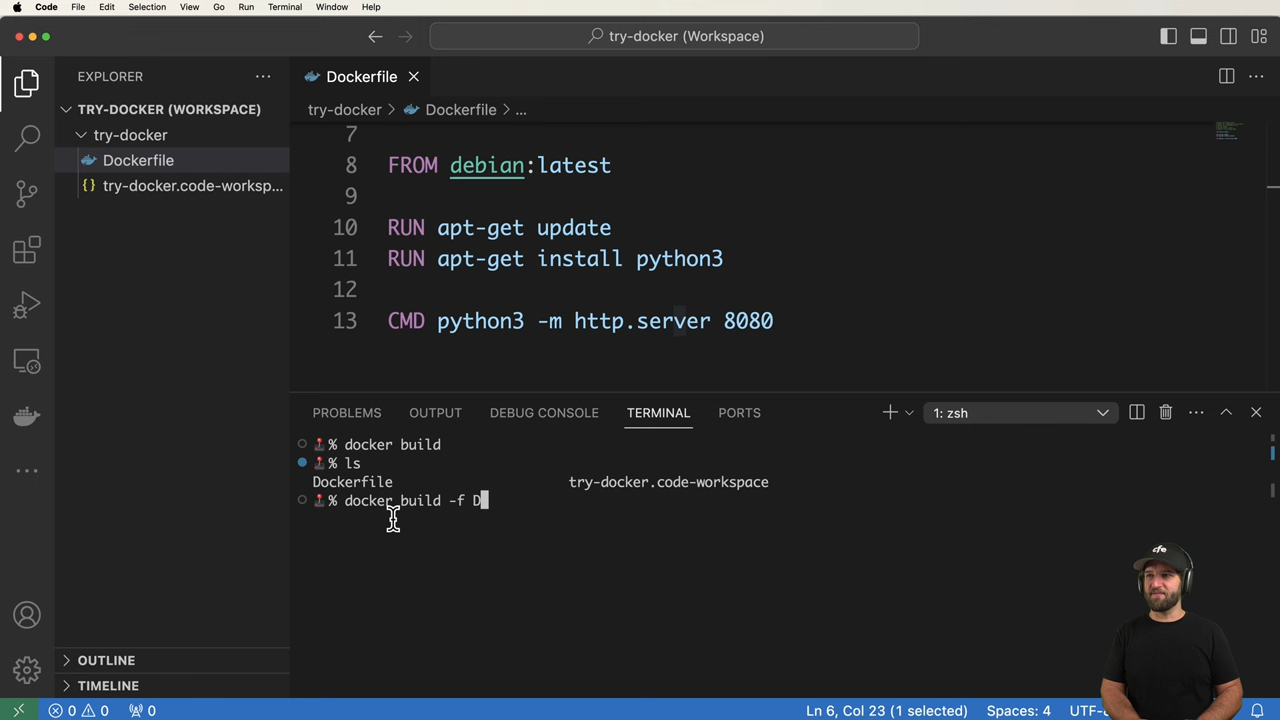 Code File Edit Selection View Go Run Terminal Window Help
try-docker (Workspace)
EXPLORER
TRY-DOCKER (WORKSPACE)
try-docker
Dockerfile
try-docker.code-worksp...
OUTLINE
TIMELINE
Dockerfile
try-docker > Dockerfile > ...
7
8 FROM debian:latest
9
10 RUN apt-get update
11 RUN apt-get install python3
12
13 CMD python3 -m http.server 8080
PROBLEMS OUTPUT DEBUG CONSOLE TERMINAL PORTS
1: zsh
% docker build
% ls
Dockerfile try-docker.code-workspace
% docker build -f D
cfe
0 0 0 Ln 6, Col 23 (1 selected) Spaces: 4